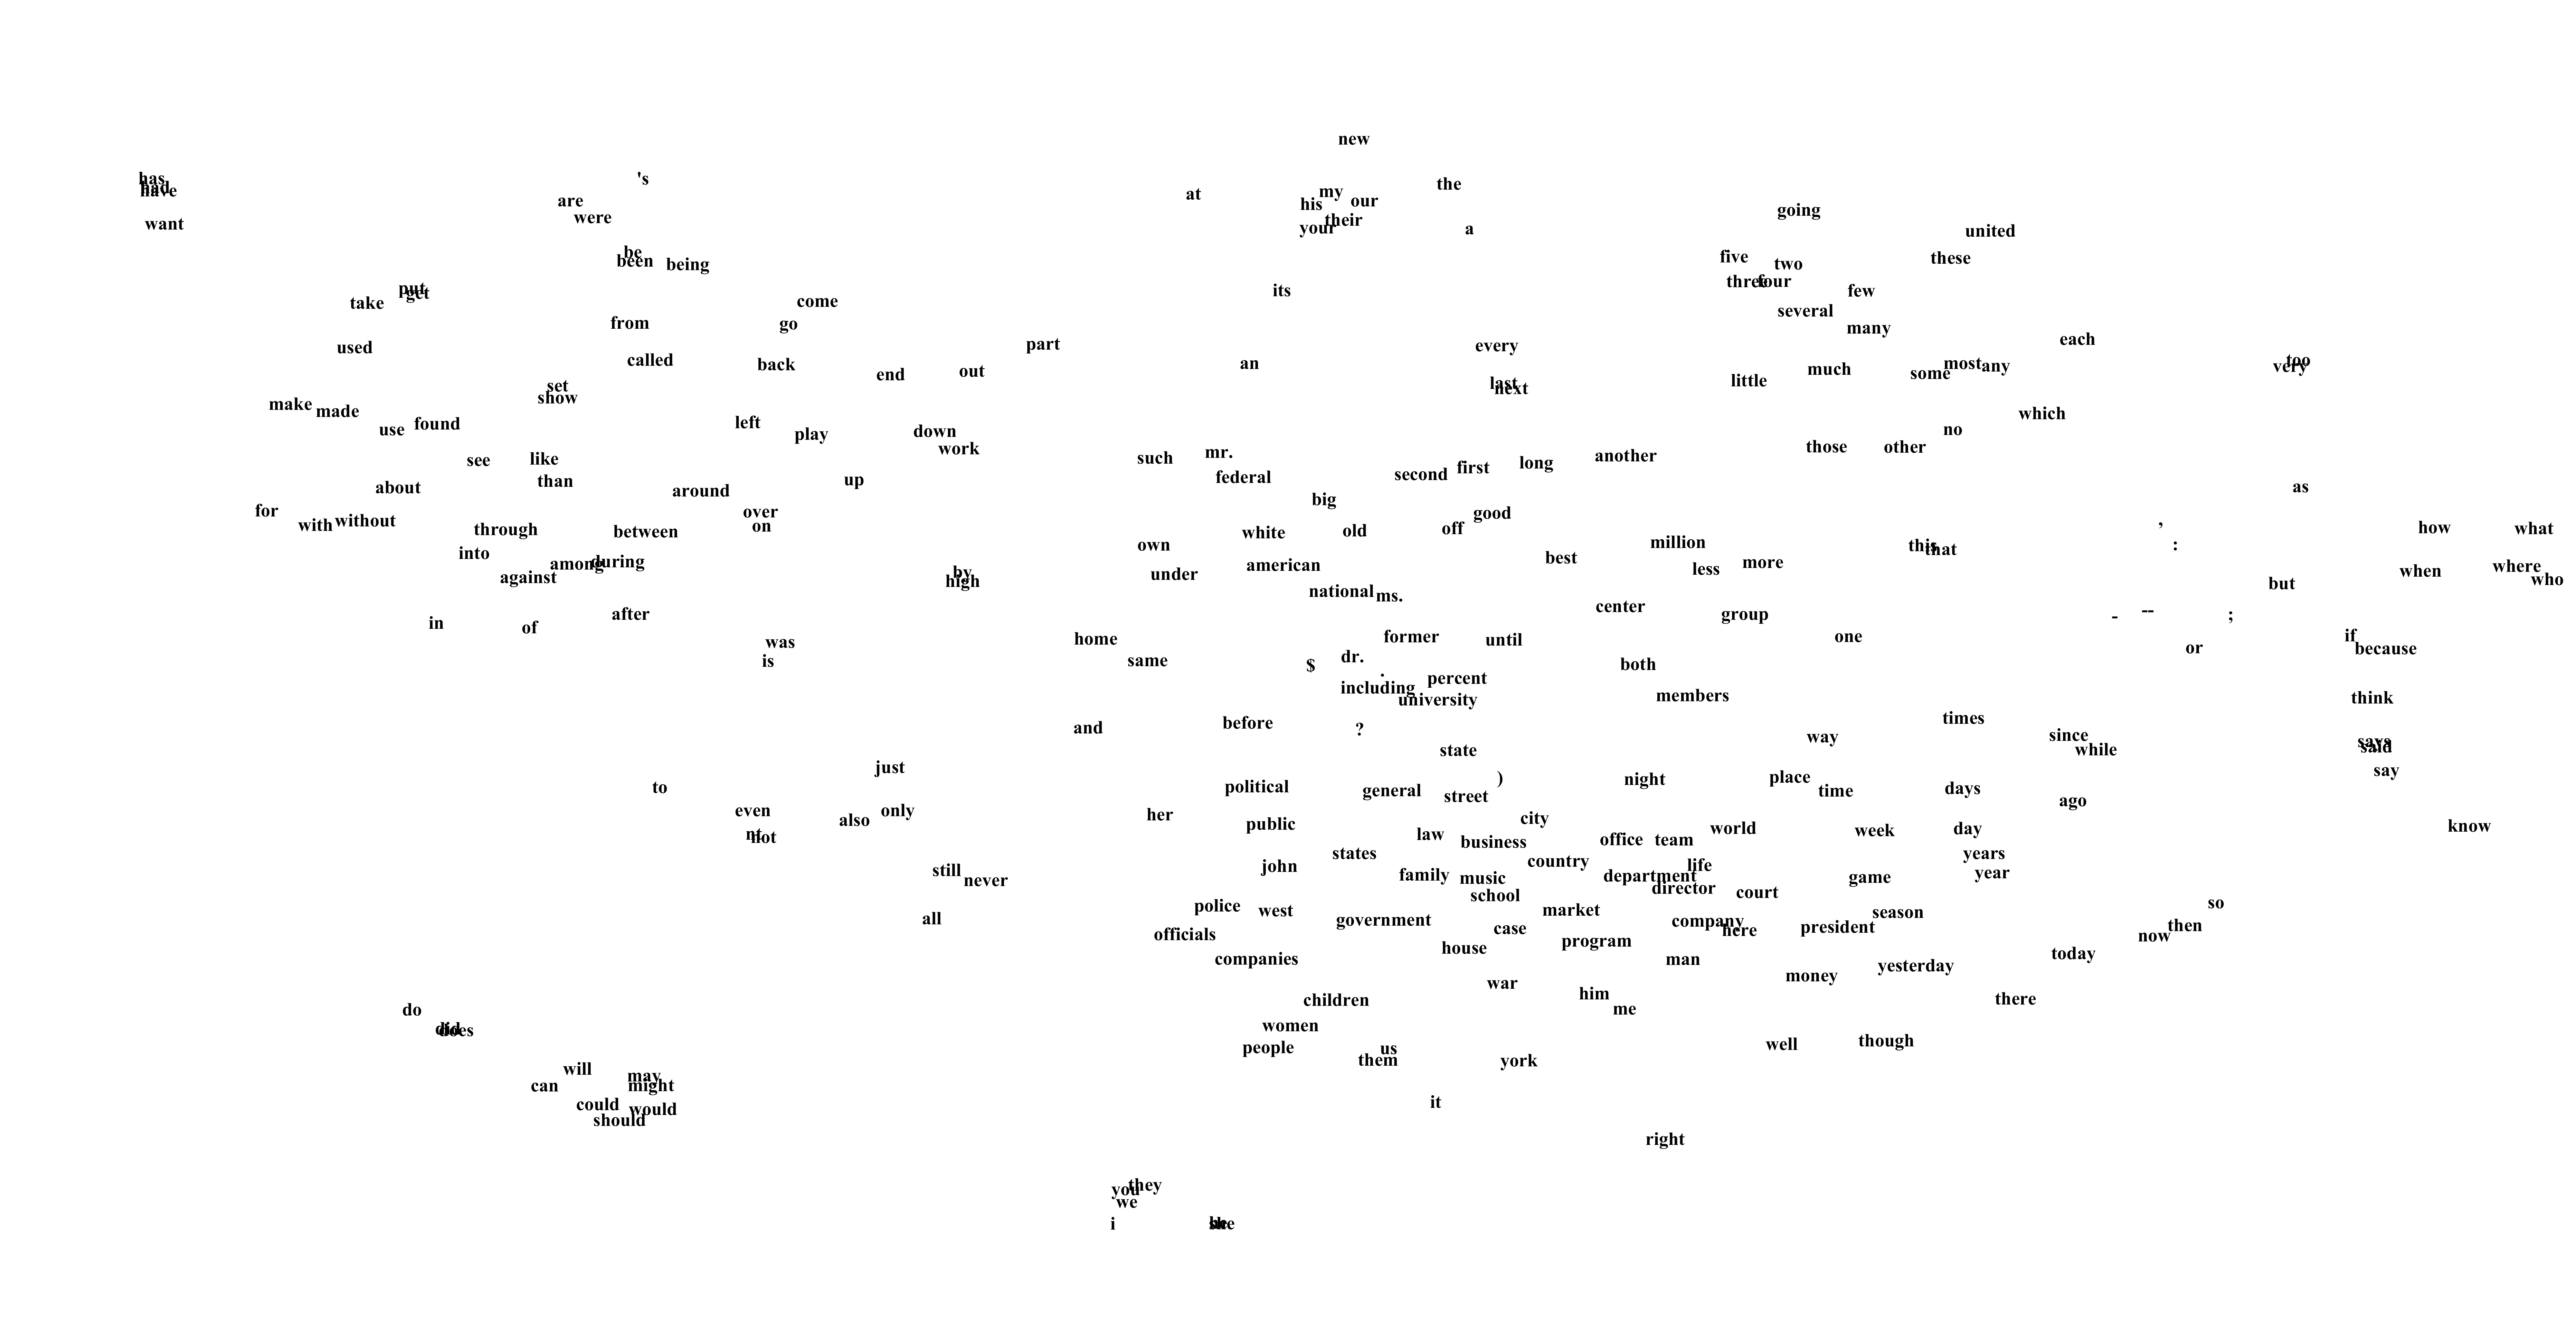 new
has
's
the
had
have
my
at
are
our
his
going
were
their
want
your
a
united
be
five
these
been
being
two
three
four
put
get
its
few
take
come
several
from
go
many
each
part
every
used
called
too
an
back
most
any
very
out
much
end
some
little
last
set
next
show
make
made
which
left
found
use
down
no
play
work
those
other
mr.
another
such
like
see
long
first
second
federal
up
than
about
as
around
big
for
over
good
without
,
with
on
off
how
what
through
between
white
old
million
own
:
this
that
into
best
during
more
among
american
where
less
when
by
under
against
high
who
but
national
ms.
center
--
after
group
-
;
in
of
if
former
one
home
until
was
or
because
dr.
is
same
both
$
.
percent
including
members
think
university
times
before
and
?
since
way
says
said
while
state
just
say
place
)
night
political
to
days
general
time
street
ago
even
only
her
city
also
public
know
world
day
week
nt
law
not
office
team
business
states
years
country
life
john
still
year
family
department
game
music
never
director
court
school
so
police
market
west
season
all
government
company
then
president
case
here
officials
now
program
house
today
companies
man
yesterday
money
war
him
there
children
me
do
women
did
does
though
well
people
us
them
york
will
may
can
might
it
could
would
should
right
they
you
we
i
he
she